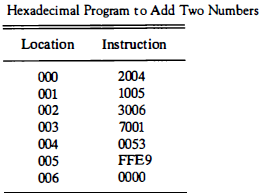 Hexadecimal Program to Add Two Numbers
Location Instruction
000 2004
001 1005
002 3006
003 7001
004 0053
005 FFE9
006 0000